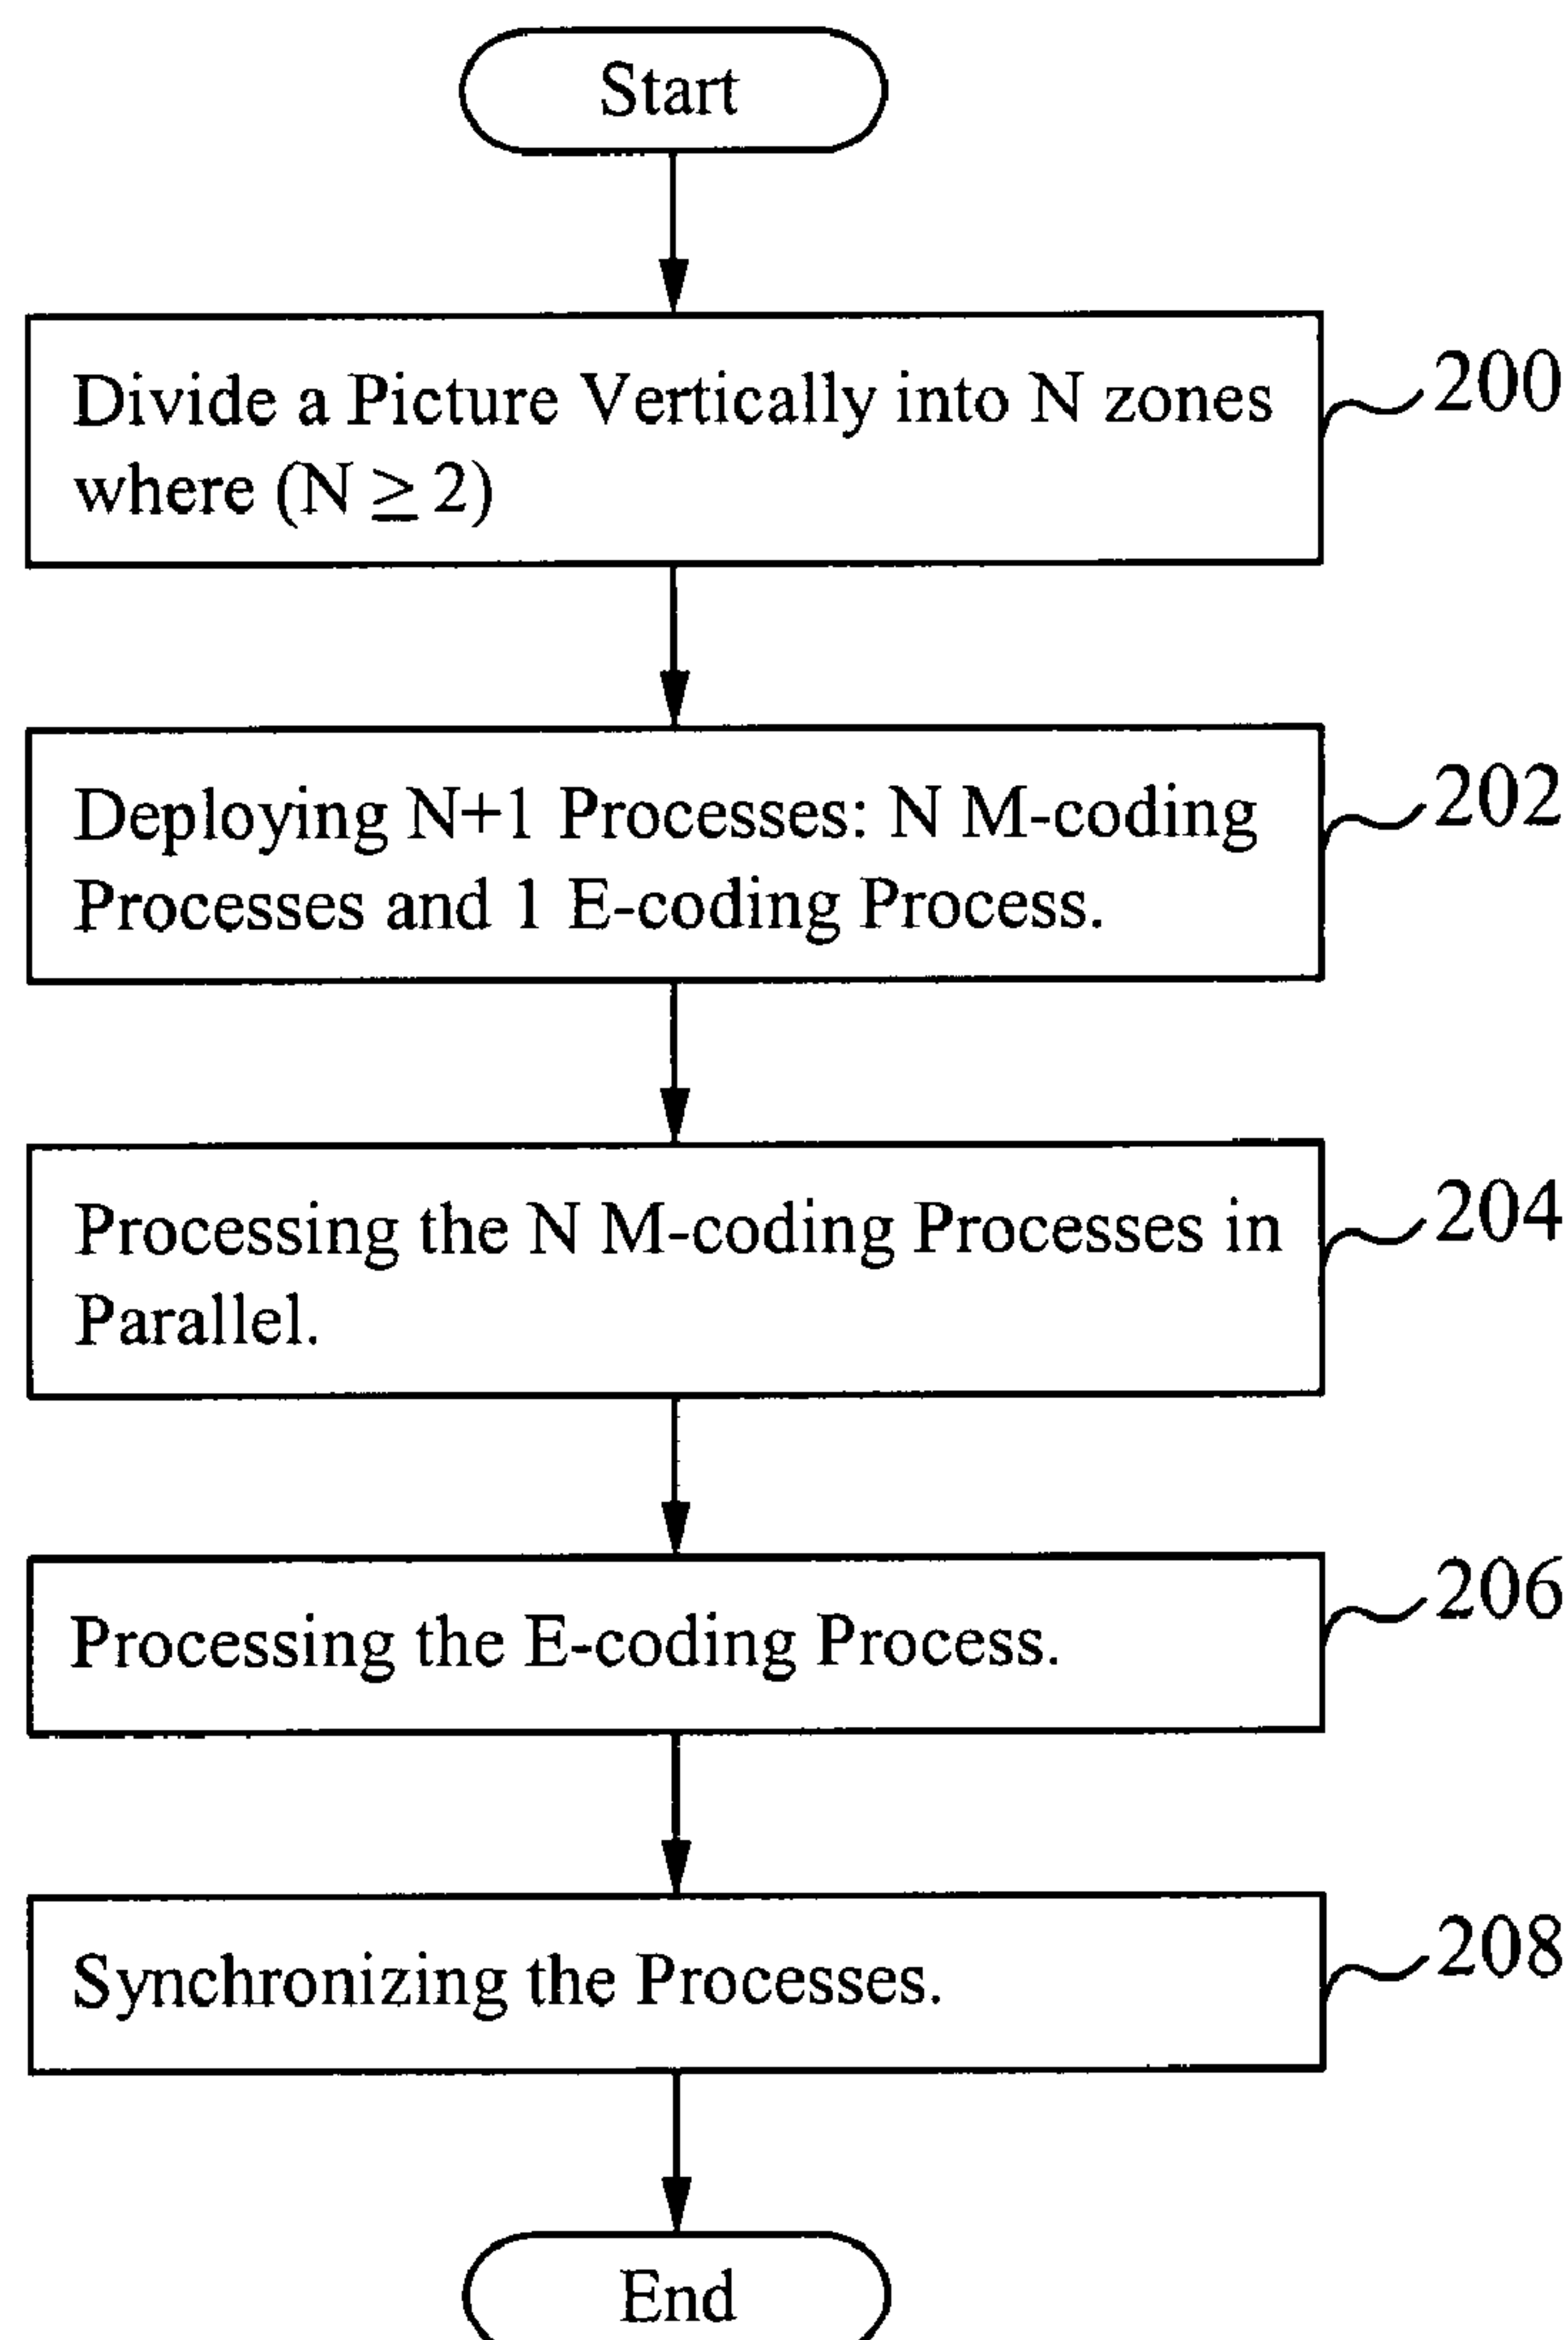 Start
Divide a Picture Vertically into N zones
where (N ≥ 2)
200
Deploying N+1 Processes: N M-coding
Processes and 1 E-coding Process.
202
Processing the N M-coding Processes in
Parallel.
204
Processing the E-coding Process.
206
Synchronizing the Processes.
208
End